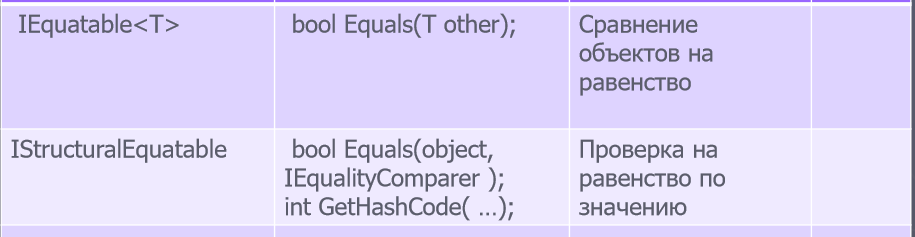 IEquatable<T>
bool Equals(T other);
Сравнение
объектов на
равенство
IStructuralEquatable
bool Equals(object,
IEqualityComparer );
int GetHashCode( …);
Проверка на
равенство по
значению